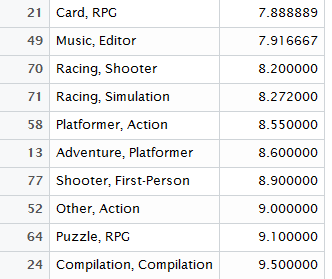 21 Card, RPG 7.888889
49 Music, Editor 7.916667
70 Racing, Shooter 8.200000
71 Racing, Simulation 8.272000
58 Platformer, Action 8.550000
13 Adventure, Platformer 8.600000
77 Shooter, First-Person 8.900000
52 Other, Action 9.000000
64 Puzzle, RPG 9.100000
24 Compilation, Compilation 9.500000